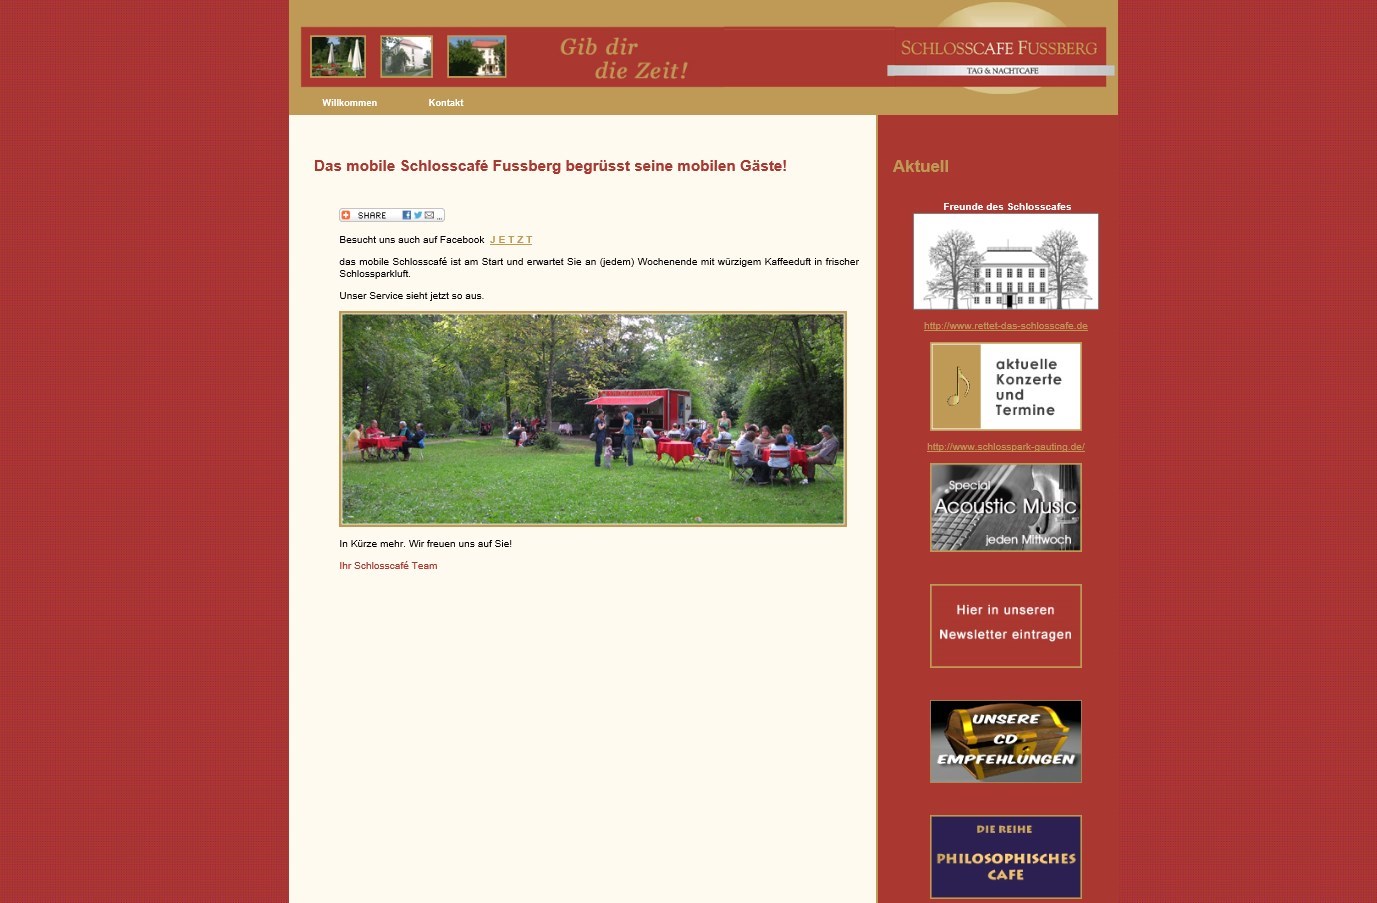 Gib dir
die Zeit!
SCHLOSSCAFE FUSSBERG
TAG & NACHTCAFE
Willkommen
Kontakt
Das mobile Schlosscafé Fussberg begrüsst seine mobilen Gäste!
SHARE
Besucht uns auch auf Facebook J E T Z T
das mobile Schlosscafé ist am Start und erwartet Sie an (jedem) Wochenende mit würzigem Kaffeeduft in frischer
Schlossparkluft.
Unser Service sieht jetzt so aus.
In Kürze mehr. Wir freuen uns auf Sie!
Ihr Schlosscafé Team
Aktuell
Freunde des Schlosscafes
http://www.rettet-das-schlosscafe.de
aktuelle
Konzerte
und
Termine
http://www.schlosspark-gauting.de/
Special
Acoustic Music
jeden Mittwoch
Hier in unseren
Newsletter eintragen
UNSERE
CD
EMPFEHLUNGEN
DIE REIHE
PHILOSOPHISCHES
CAFE